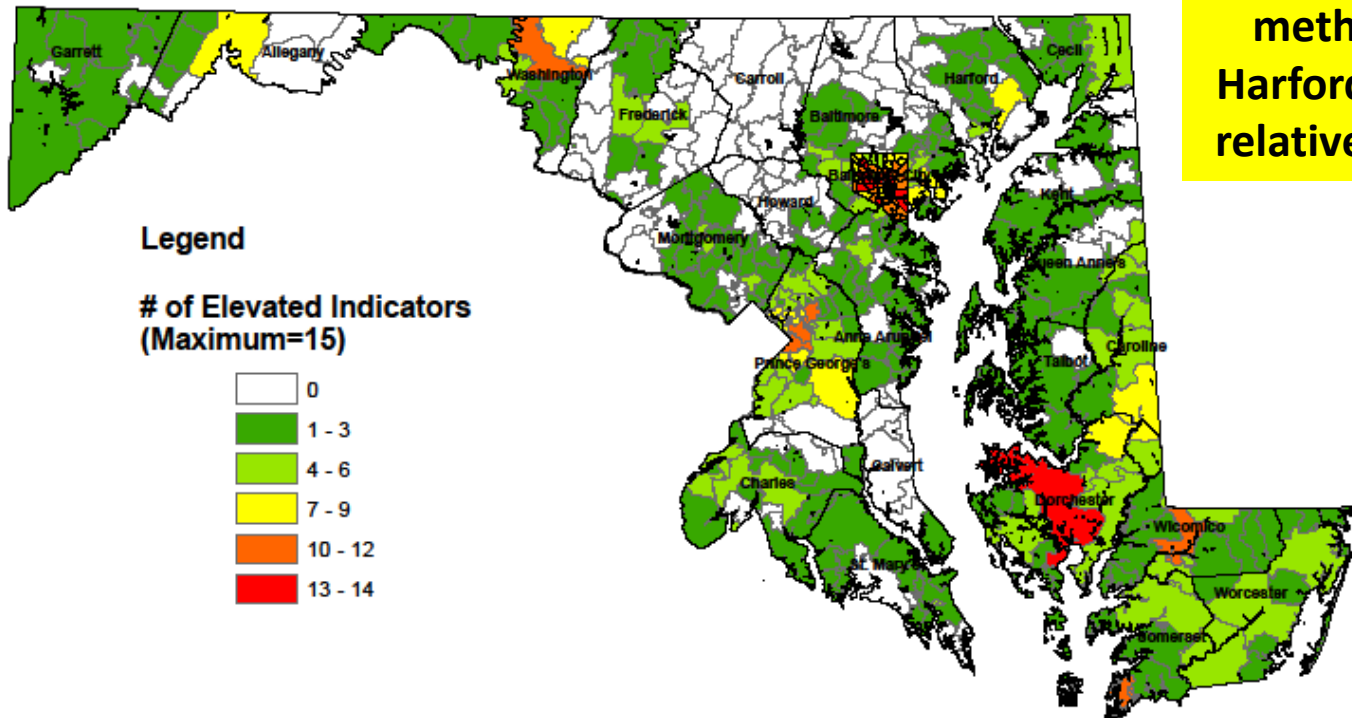 meth
Harford
relative
Garrett
Allegany
Washington
Frederick
Carroll
Baltimore
Harford
Cecil
Baltimore City
Howard
Kent
Montgomery
Queen Anne's
Anne Arundel
Caroline
Talbot
Prince George's
Calvert
Charles
Dorchester
Wicomico
St. Mary's
Worcester
Somerset
Legend
# of Elevated Indicators
(Maximum=15)
0
1 - 3
4 - 6
7 - 9
10 - 12
13 - 14